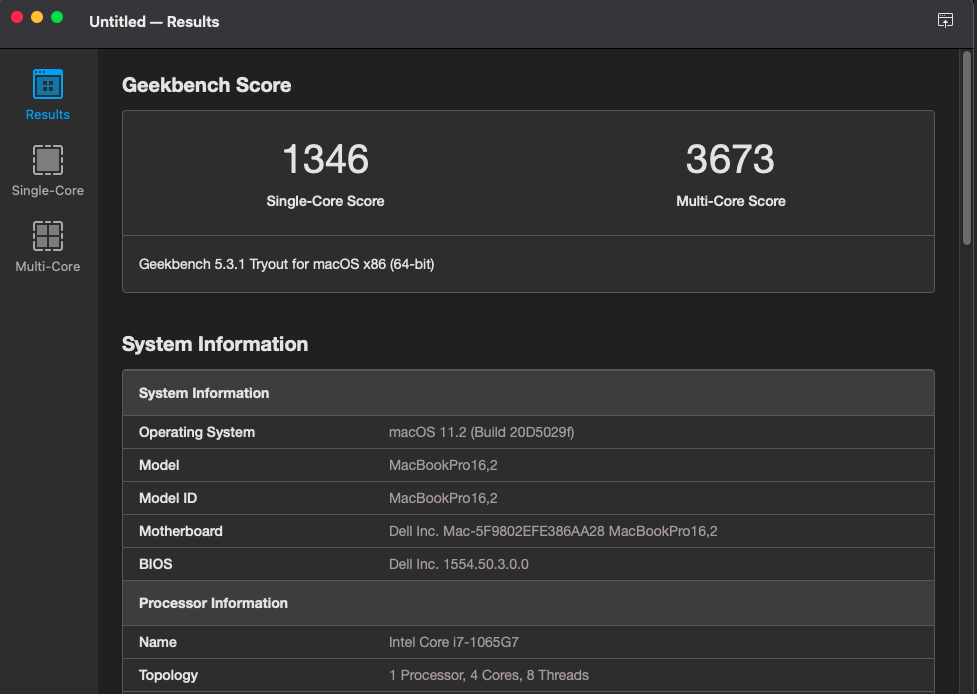 Untitled — Results
Results
Single-Core
Multi-Core
Geekbench Score
1346
Single-Core Score
3673
Multi-Core Score
Geekbench 5.3.1 Tryout for macOS x86 (64-bit)
System Information
System Information
Operating System macOS 11.2 (Build 20D5029f)
Model MacBookPro16,2
Model ID MacBookPro16,2
Motherboard Dell Inc. Mac-5F9802EFE386AA28 MacBookPro16,2
BIOS Dell Inc. 1554.50.3.0.0
Processor Information
Name Intel Core i7-1065G7
Topology 1 Processor, 4 Cores, 8 Threads